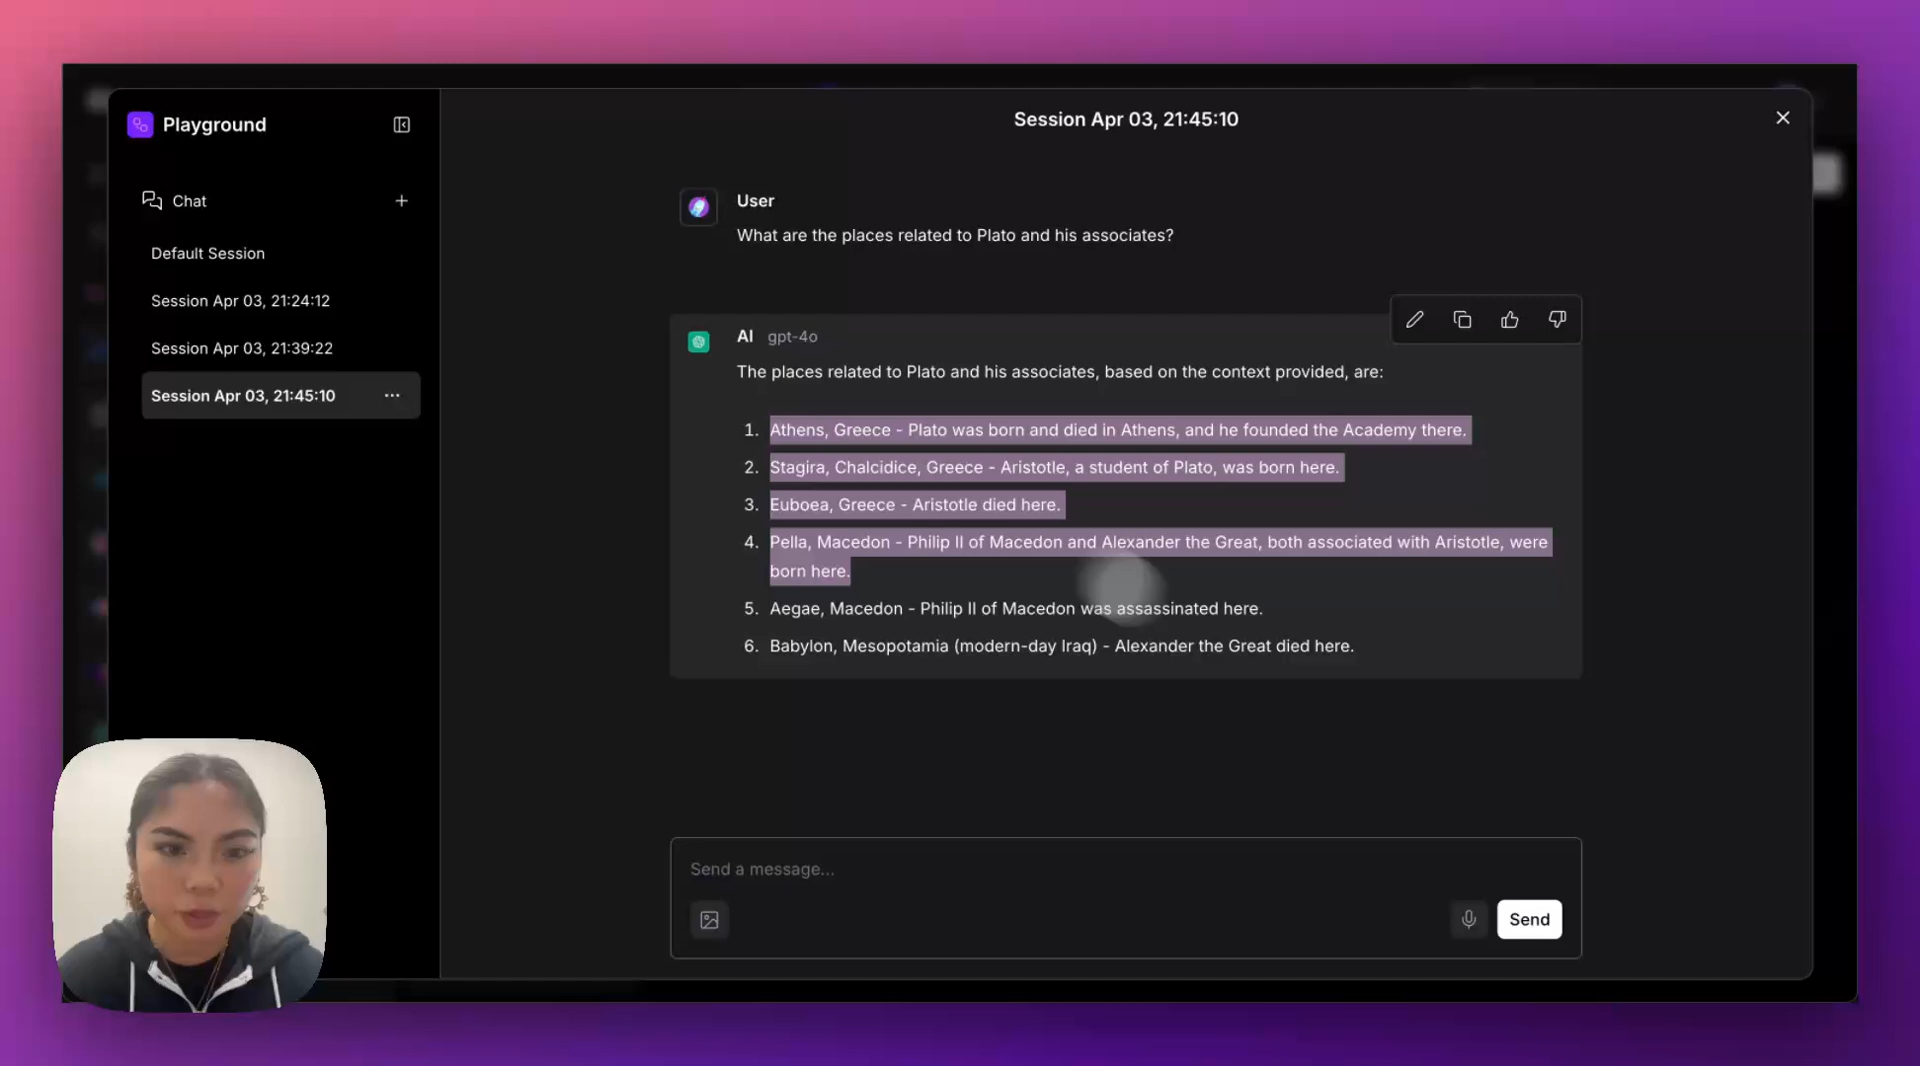 Playground
Chat
Default Session
Session Apr 03, 21:24:12
Session Apr 03, 21:39:22
Session Apr 03, 21:45:10
Session Apr 03, 21:45:10
User
What are the places related to Plato and his associates?
AI gpt-4o
The places related to Plato and his associates, based on the context provided, are:
1. Athens, Greece - Plato was born and died in Athens, and he founded the Academy there.
2. Stagira, Chalcidice, Greece - Aristotle, a student of Plato, was born here.
3. Euboea, Greece - Aristotle died here.
4. Pella, Macedon - Philip II of Macedon and Alexander the Great, both associated with Aristotle, were
born here.
5. Aegae, Macedon - Philip II of Macedon was assassinated here.
6. Babylon, Mesopotamia (modern-day Iraq) - Alexander the Great died here.
Send a message...
Send